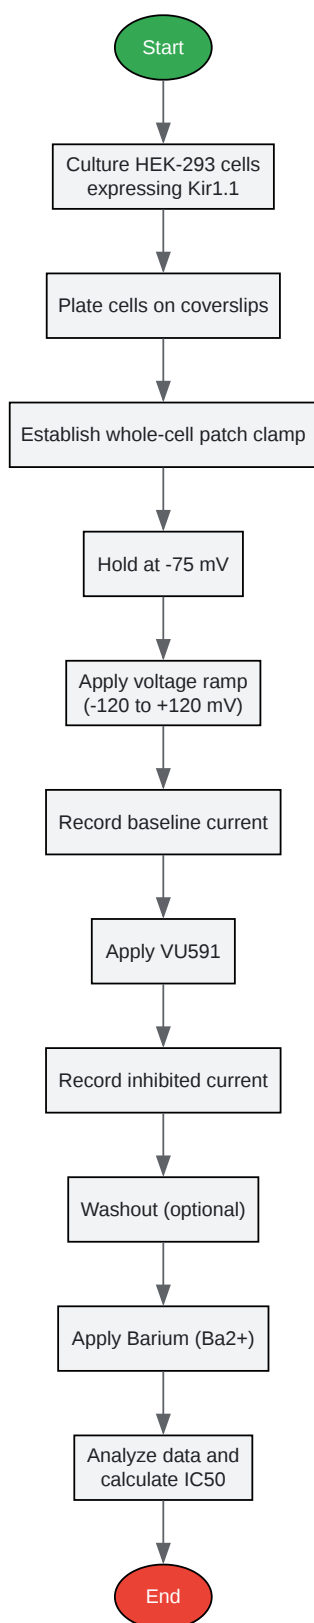 Start
Culture HEK-293 cells
expressing Kir1.1
Plate cells on coverslips
Establish whole-cell patch clamp
Hold at -75 mV
Apply voltage ramp
(-120 to +120 mV)
Record baseline current
Apply VU591
Record inhibited current
Washout (optional)
Apply Barium (Ba2+)
Analyze data and
calculate IC50
End